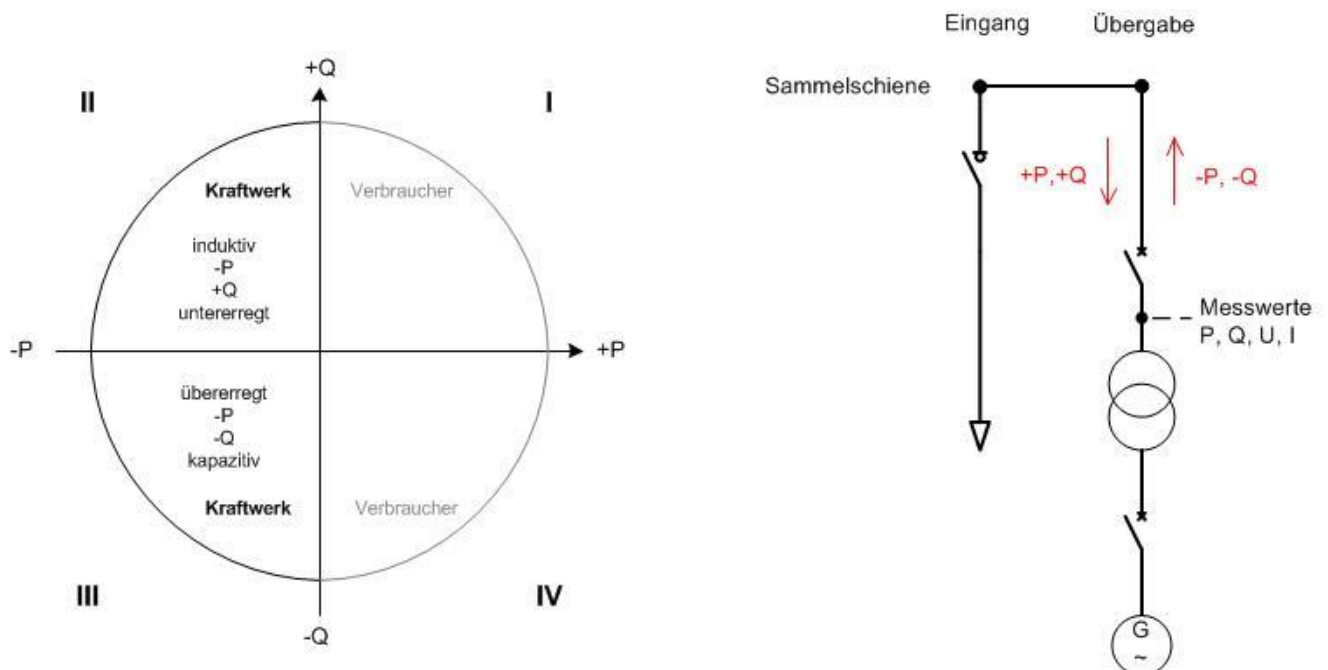 +Q
II
I
Kraftwerk
Verbraucher
induktiv
-P
+Q
untererregt
-P
+P
übererregt
-P
-Q
kapazitiv
Kraftwerk
Verbraucher
III
IV
-Q
Eingang
Übergabe
Sammelschiene
+P,+Q
-P, -Q
Messwerte
P, Q, U, I
G
~